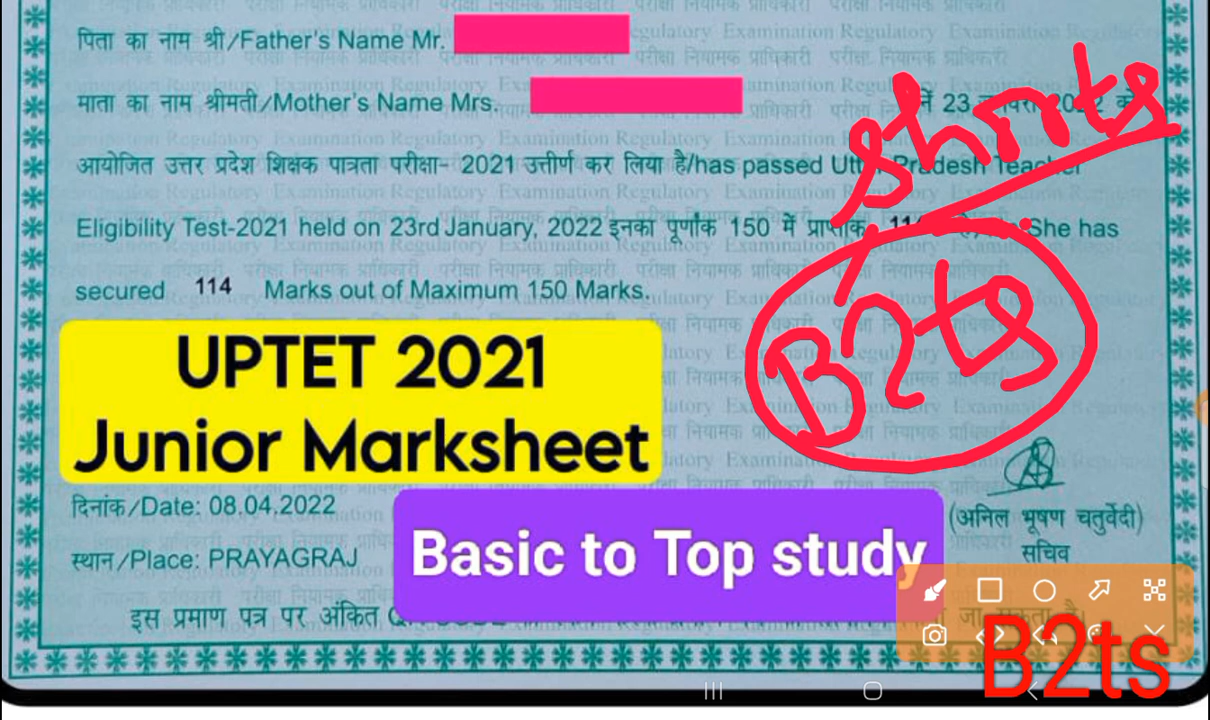 पिता का नाम श्री/Father's Name Mr.
माता का नाम श्रीमती/Mother's Name Mrs. ने 23 2022 को
shorts
आयोजित उत्तर प्रदेश शिक्षक पात्रता परीक्षा- 2021 उत्तीर्ण कर लिया है/has passed Pradesh Teacher
Eligibility Test-2021 held on 23rd January, 2022 इनका पूर्णांक 150 में प्राप्तांक She has
secured 114 Marks out of Maximum 150 Marks.
B2ts
UPTET 2021
Junior Marksheet
दिनांक/Date: 08.04.2022
(अनिल भूषण चतुर्वेदी)
सचिव
स्थान/Place: PRAYAGRAJ
Basic to Top study
इस प्रमाण पत्र पर अंकित जा सकता है।
B2ts